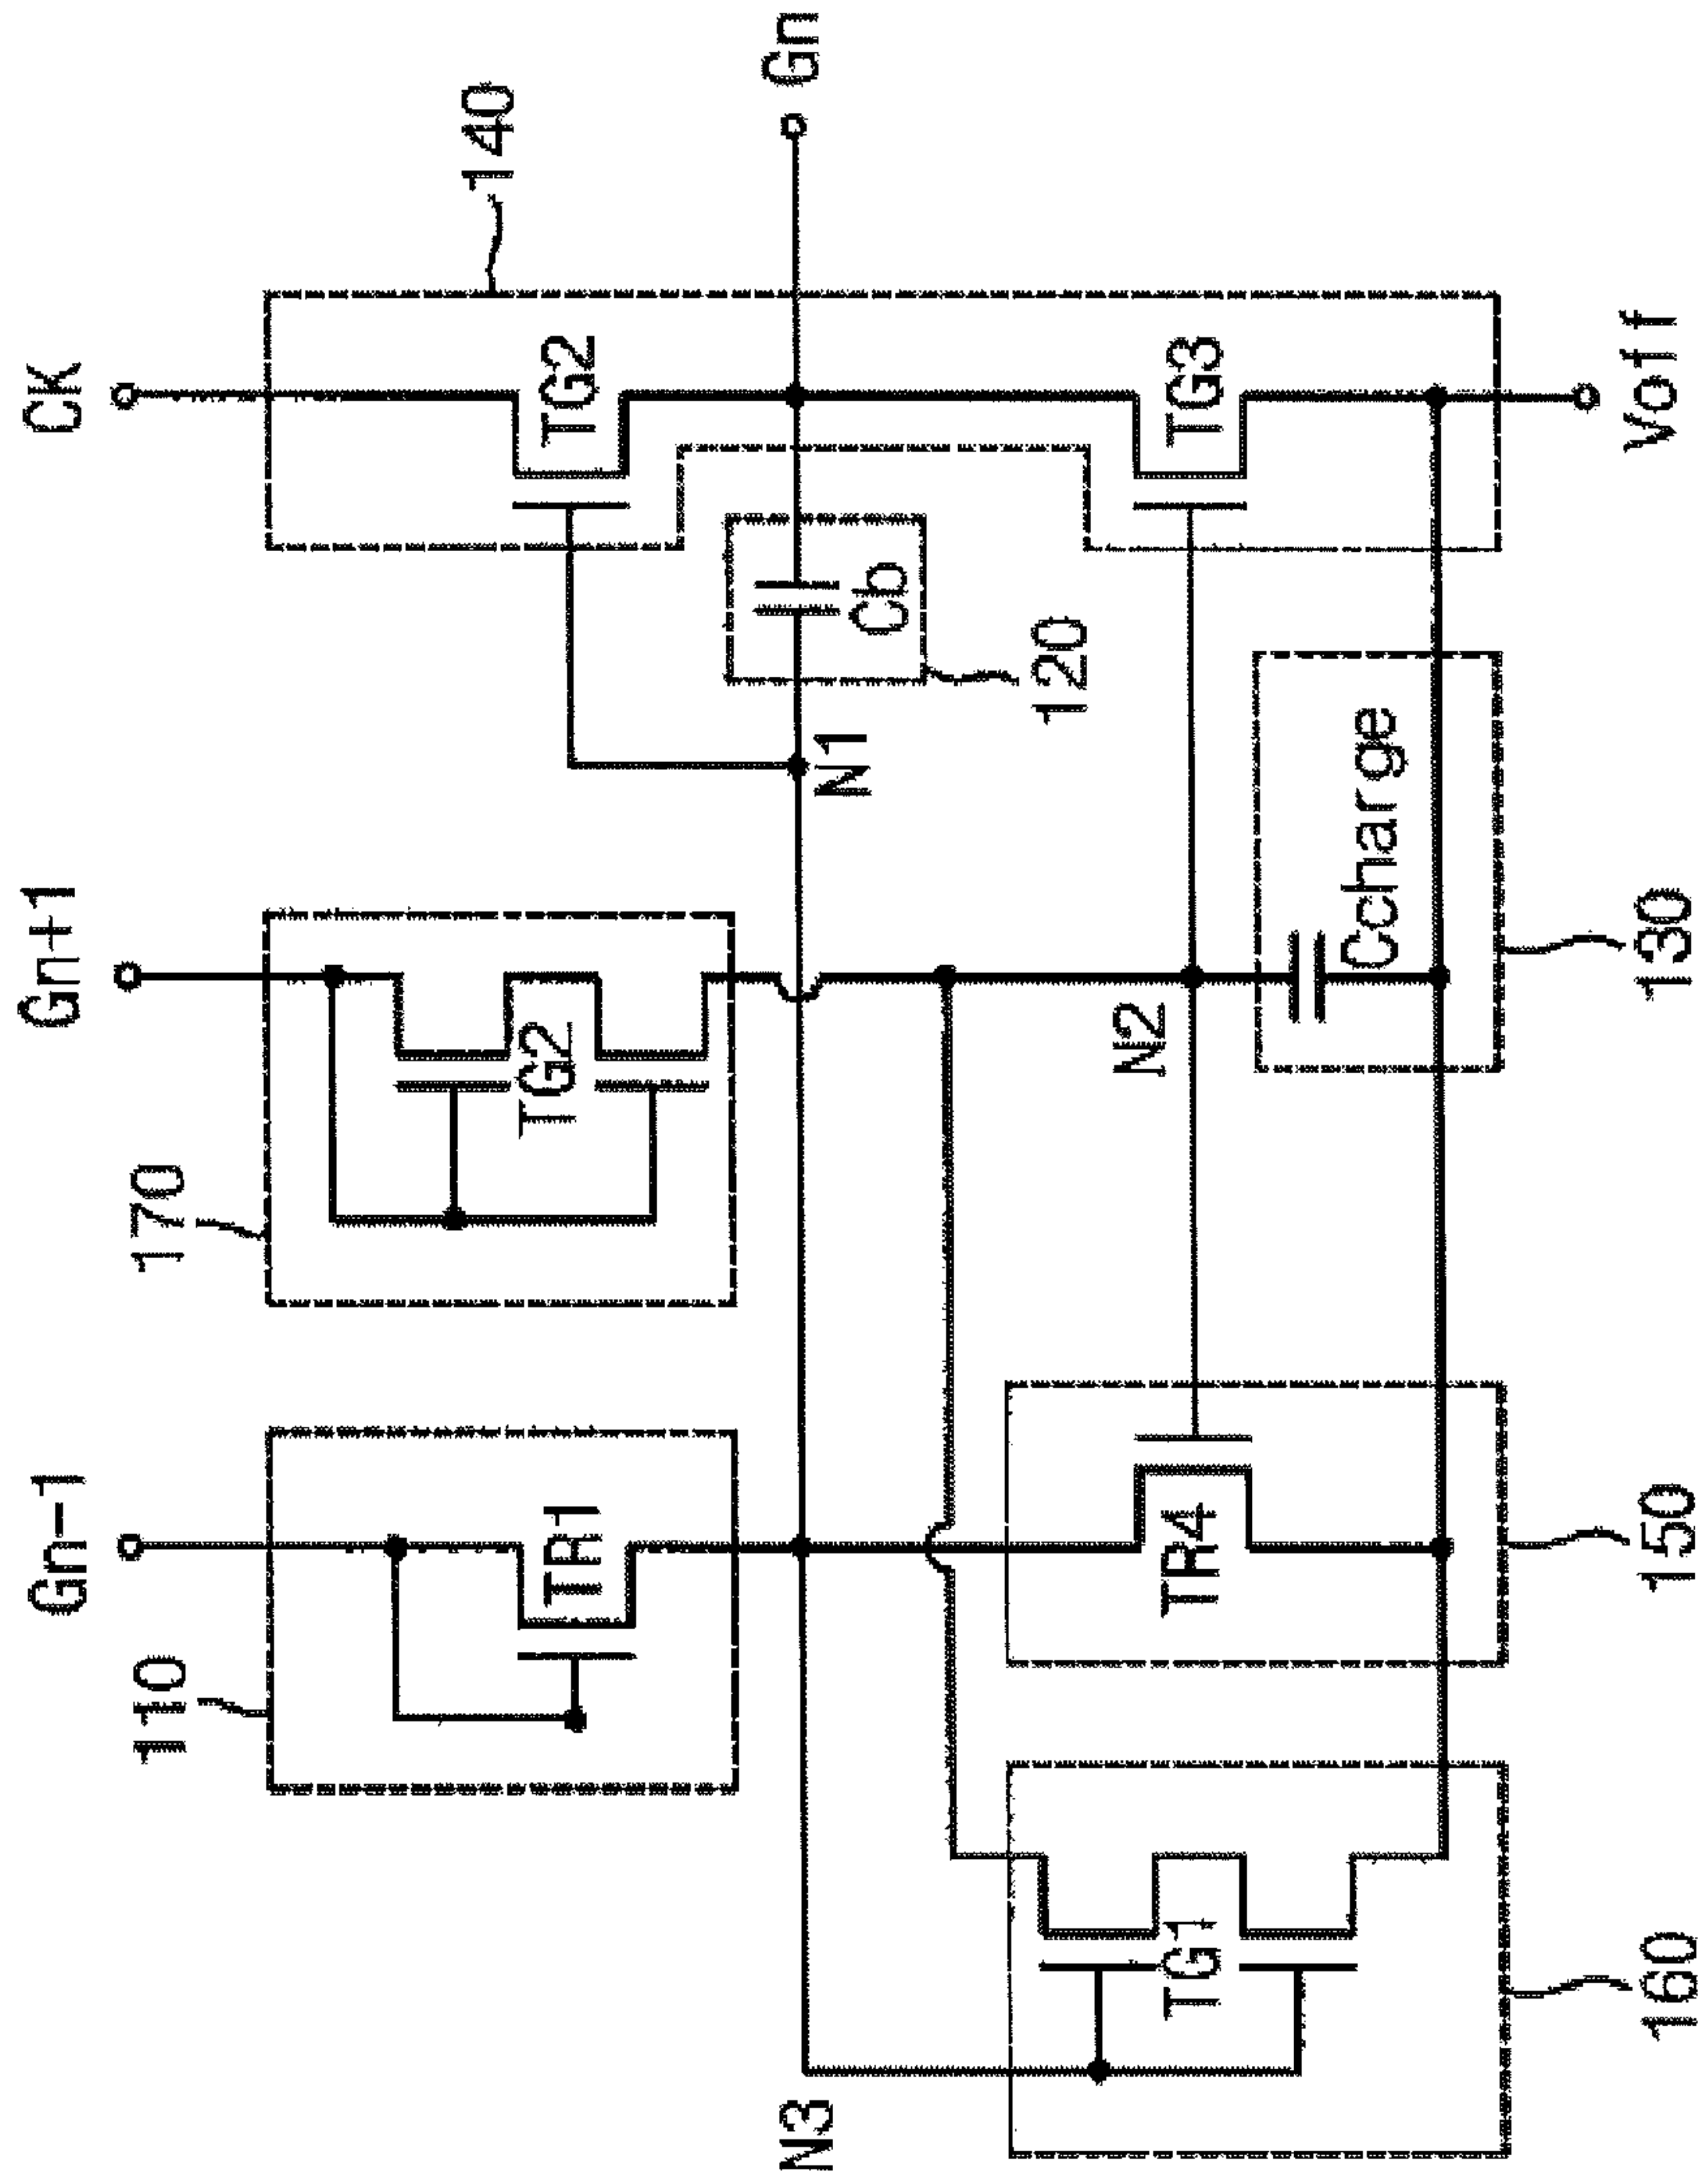 Gn-1
Gn+1
CK
110
170
140
TR1
TG2
TG2
Gn
N3
N1
Cb
120
N2
TG1
TR4
TG3
Ccharge
160
150
130
Voff